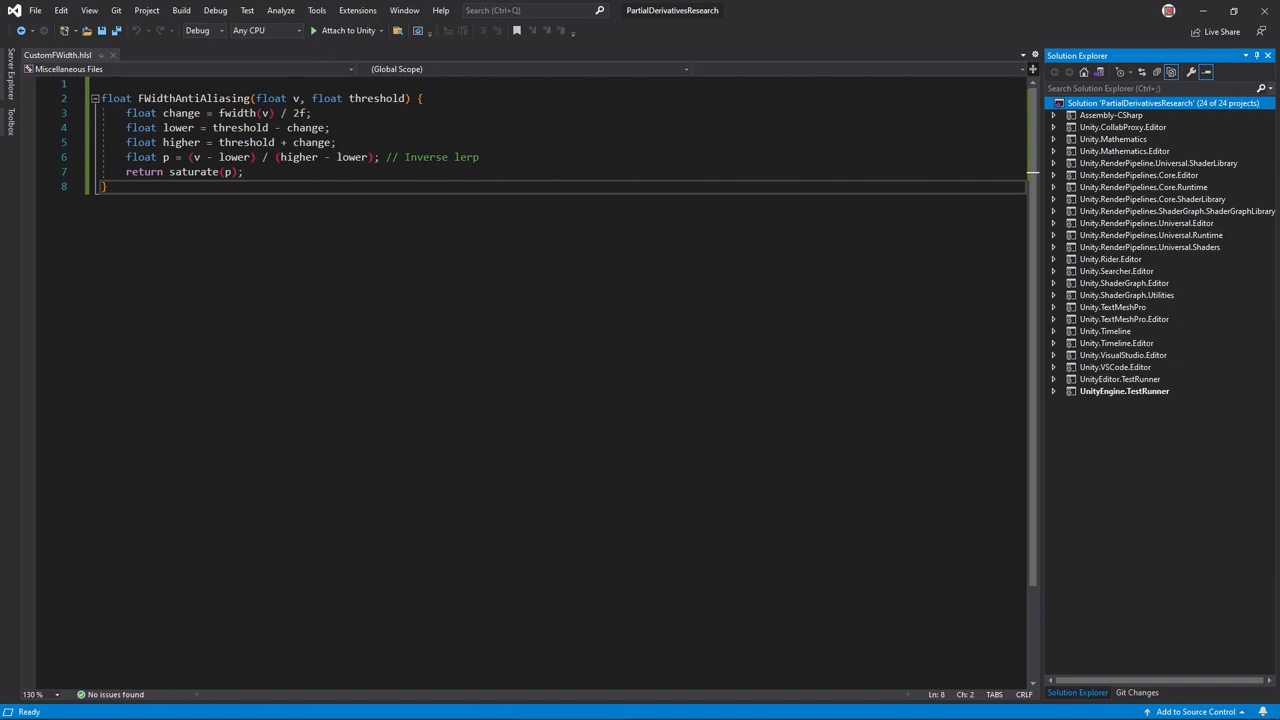 File Edit View Git Project Build Debug Test Analyze Tools Extensions Window Help Search (Ctrl+Q) PartialDerivativesResearch
Debug Any CPU Attach to Unity Live Share
Server Explorer
Toolbox
CustomFWidth.hlsl
Miscellaneous Files (Global Scope)
1
2 float FWidthAntiAliasing(float v, float threshold) {
3 float change = fwidth(v) / 2f;
4 float lower = threshold - change;
5 float higher = threshold + change;
6 float p = (v - lower) / (higher - lower); // Inverse lerp
7 return saturate(p);
8 }
130 % No issues found Ln: 8 Ch: 2 TABS CRLF
Solution Explorer
Search Solution Explorer (Ctrl+;)
Solution 'PartialDerivativesResearch' (24 of 24 projects)
Assembly-CSharp
Unity.CollabProxy.Editor
Unity.Mathematics
Unity.Mathematics.Editor
Unity.RenderPipeline.Universal.ShaderLibrary
Unity.RenderPipelines.Core.Editor
Unity.RenderPipelines.Core.Runtime
Unity.RenderPipelines.Core.ShaderLibrary
Unity.RenderPipelines.ShaderGraph.ShaderGraphLibrary
Unity.RenderPipelines.Universal.Editor
Unity.RenderPipelines.Universal.Runtime
Unity.RenderPipelines.Universal.Shaders
Unity.Rider.Editor
Unity.Searcher.Editor
Unity.ShaderGraph.Editor
Unity.ShaderGraph.Utilities
Unity.TextMeshPro
Unity.TextMeshPro.Editor
Unity.Timeline
Unity.Timeline.Editor
Unity.VisualStudio.Editor
Unity.VSCode.Editor
UnityEditor.TestRunner
UnityEngine.TestRunner
Solution Explorer Git Changes
Ready Add to Source Control